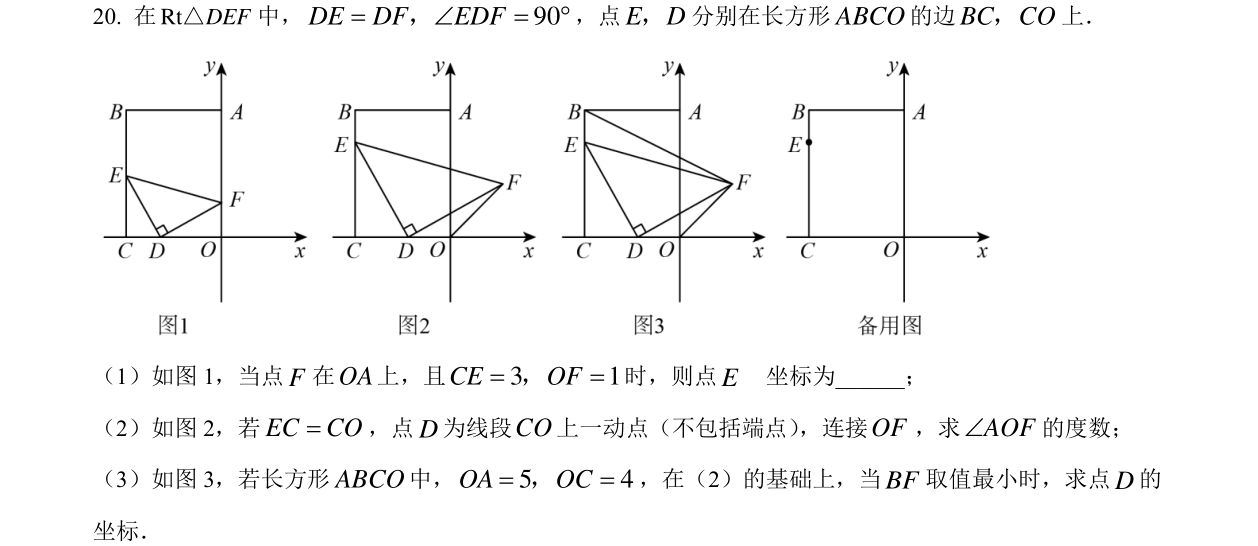 20. 在Rt△DEF中，DE = DF，∠EDF = 90°，点E，D分别在长方形ABCO的边BC，CO上．
y y y y
B A B A B A B A
E E E
E F F F
C D O x C D O x C D O x C O x
图1 图2 图3 备用图
（1）如图1，当点F在OA上，且CE = 3，OF = 1时，则点E 坐标为______；
（2）如图2，若EC = CO，点D为线段CO上一动点（不包括端点），连接OF，求∠AOF的度数；
（3）如图3，若长方形ABCO中，OA = 5，OC = 4，在（2）的基础上，当BF取值最小时，求点D的
坐标．